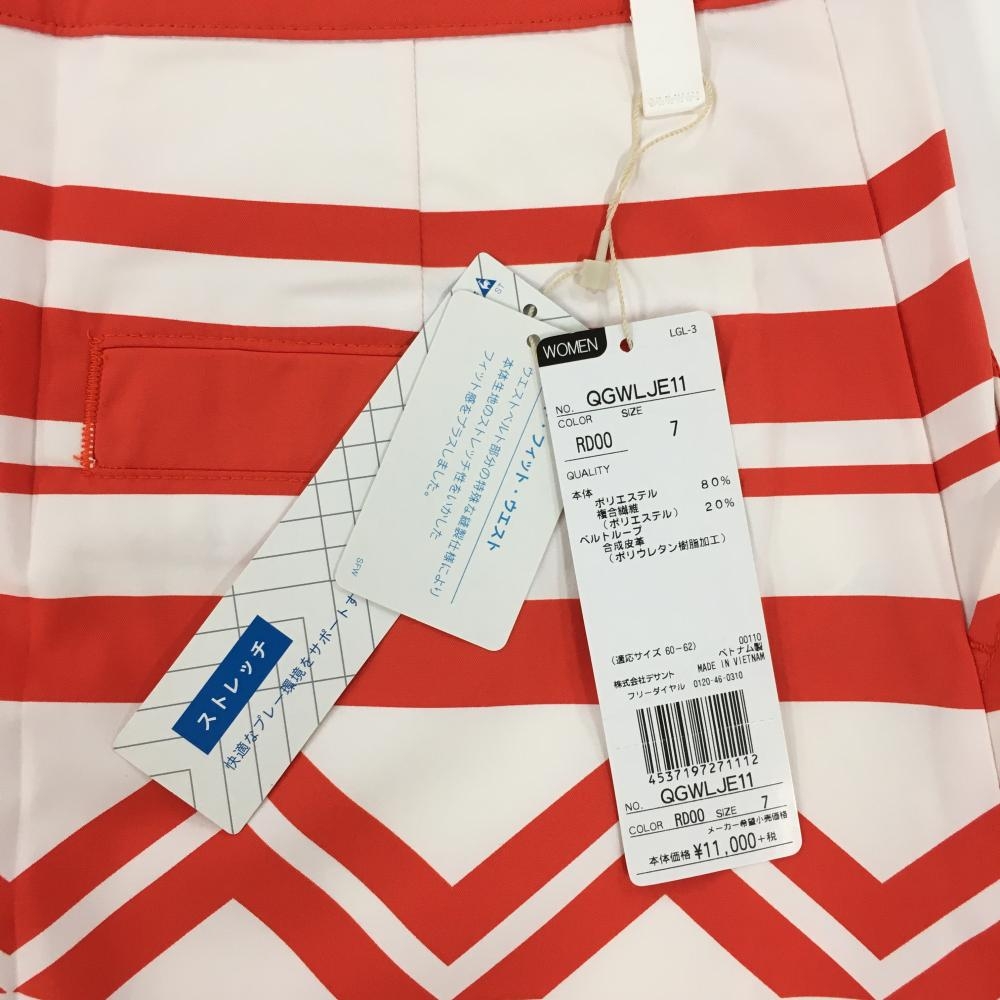 WOMEN
LGL-3
NO. QGWLJE11
COLOR SIZE
RD00 7
QUALITY
本体
ポリエステル 80%
複合繊維 20%
(ポリエステル)
ベルトループ
合成皮革
(ポリウレタン樹脂加工)
(適応サイズ 60-62)
00110
ベトナム製
MADE IN VIETNAM
株式会社デサント
フリーダイヤル 0120-46-0310
4537197271112
NO. QGWLJE11
COLOR RD00 SIZE 7
メーカー希望小売価格
本体価格 ¥11,000+税
フィット・ウエスト
ウエストベルト部分の特殊な縫製仕様により
本体生地のストレッチ性をいかした
フィット感をプラスしました。
SFW
ST
ストレッチ
快適なプレー環境をサポート